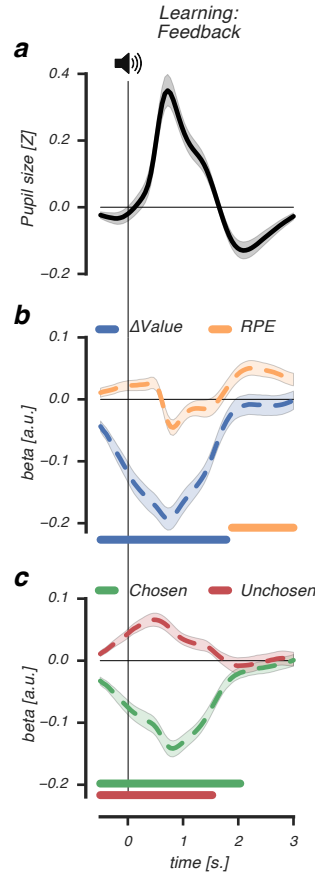 Learning:
Feedback
a
0.4
0.2
0.0
−0.2
Pupil size [Z]
b
ΔValue RPE
0.1
0.0
−0.1
−0.2
beta [a.u.]
c
Chosen Unchosen
0.1
0.0
−0.1
−0.2
beta [a.u.]
0 1 2 3
time [s.]